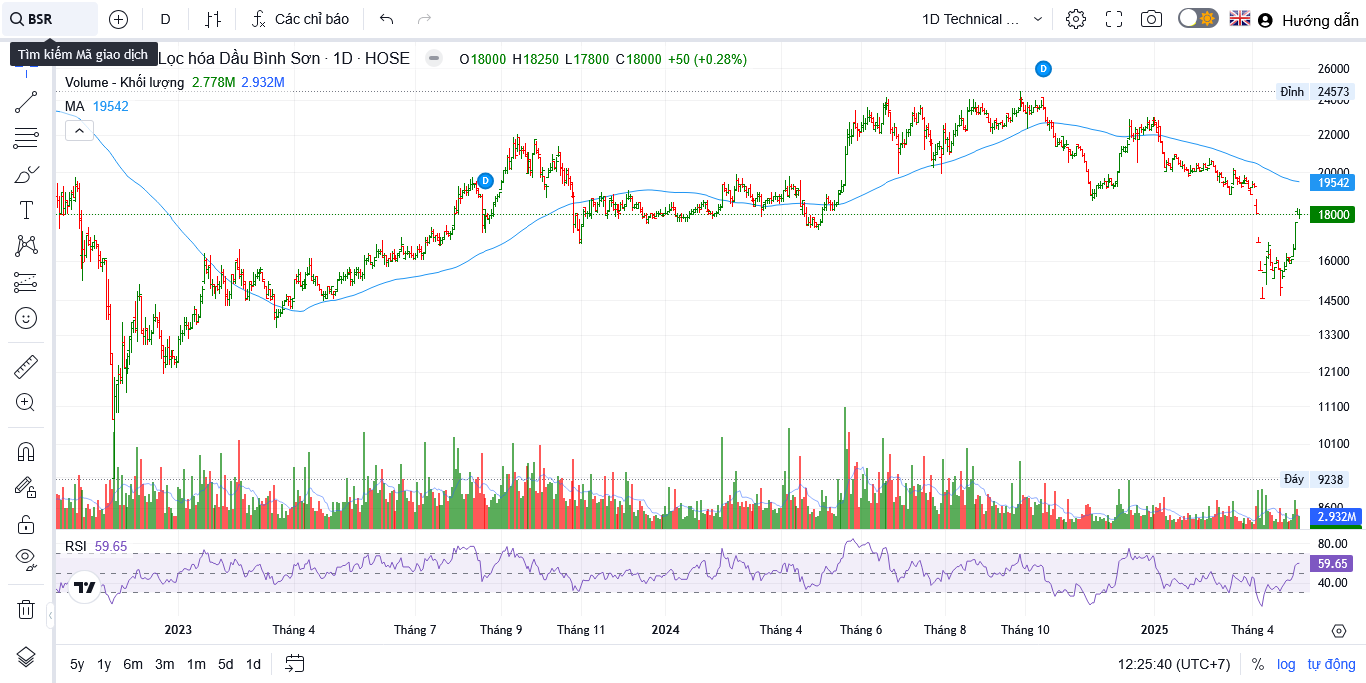 BSR
D
Các chỉ báo
1D Technical ...
Hướng dẫn
Tìm kiếm Mã giao dịch
Lọc hóa Dầu Bình Sơn · 1D · HOSE
O18000 H18250 L17800 C18000 +50 (+0.28%)
Volume - Khối lượng 2.778M 2.932M
MA 19542
D
D
26000
Đỉnh 24573
24000
22000
20000
19542
18000
16000
14500
13300
12100
11100
10100
Đáy 9238
8600
2.932M
RSI 59.65
80.00
59.65
40.00
2023 Tháng 4 Tháng 7 Tháng 9 Tháng 11 2024 Tháng 4 Tháng 6 Tháng 8 Tháng 10 2025 Tháng 4
5y 1y 6m 3m 1m 5d 1d
12:25:40 (UTC+7) % log tự động